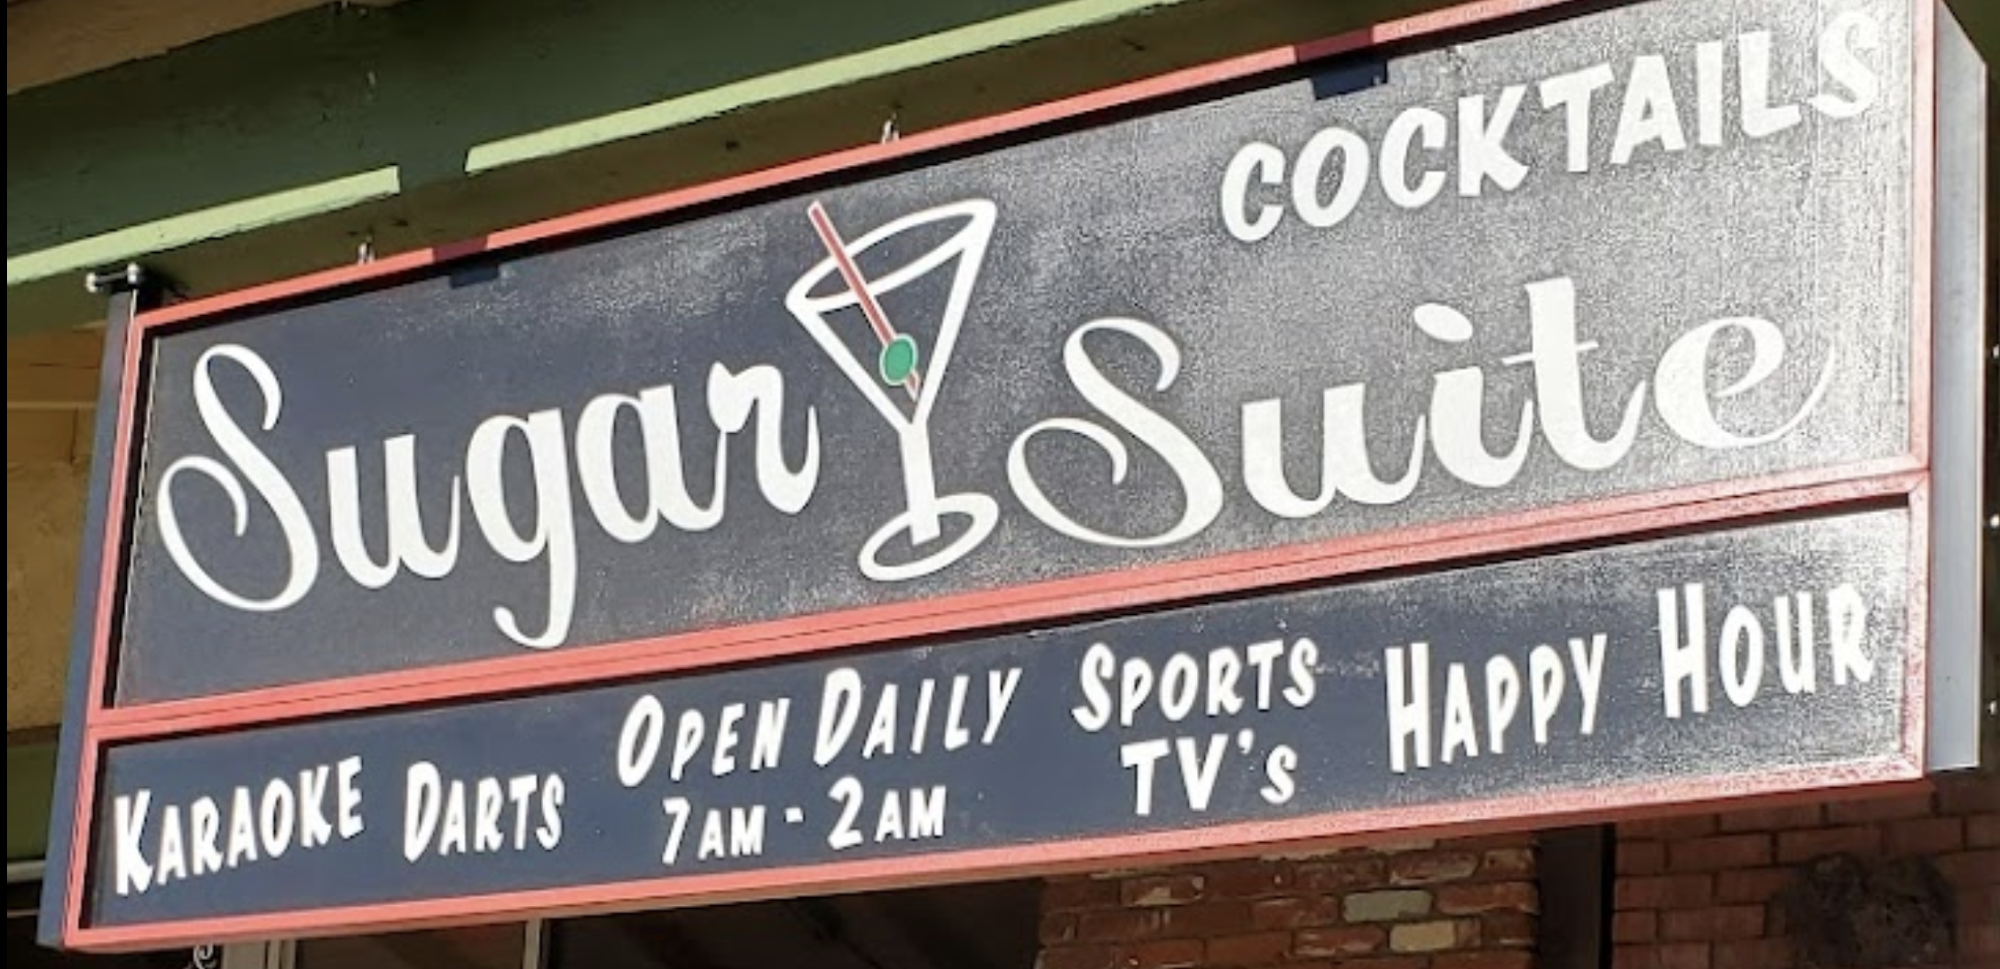 COCKTAILS
Sugar Suite
KARAOKE DARTS
OPEN DAILY
7AM - 2AM
SPORTS
TV's
HAPPY HOUR